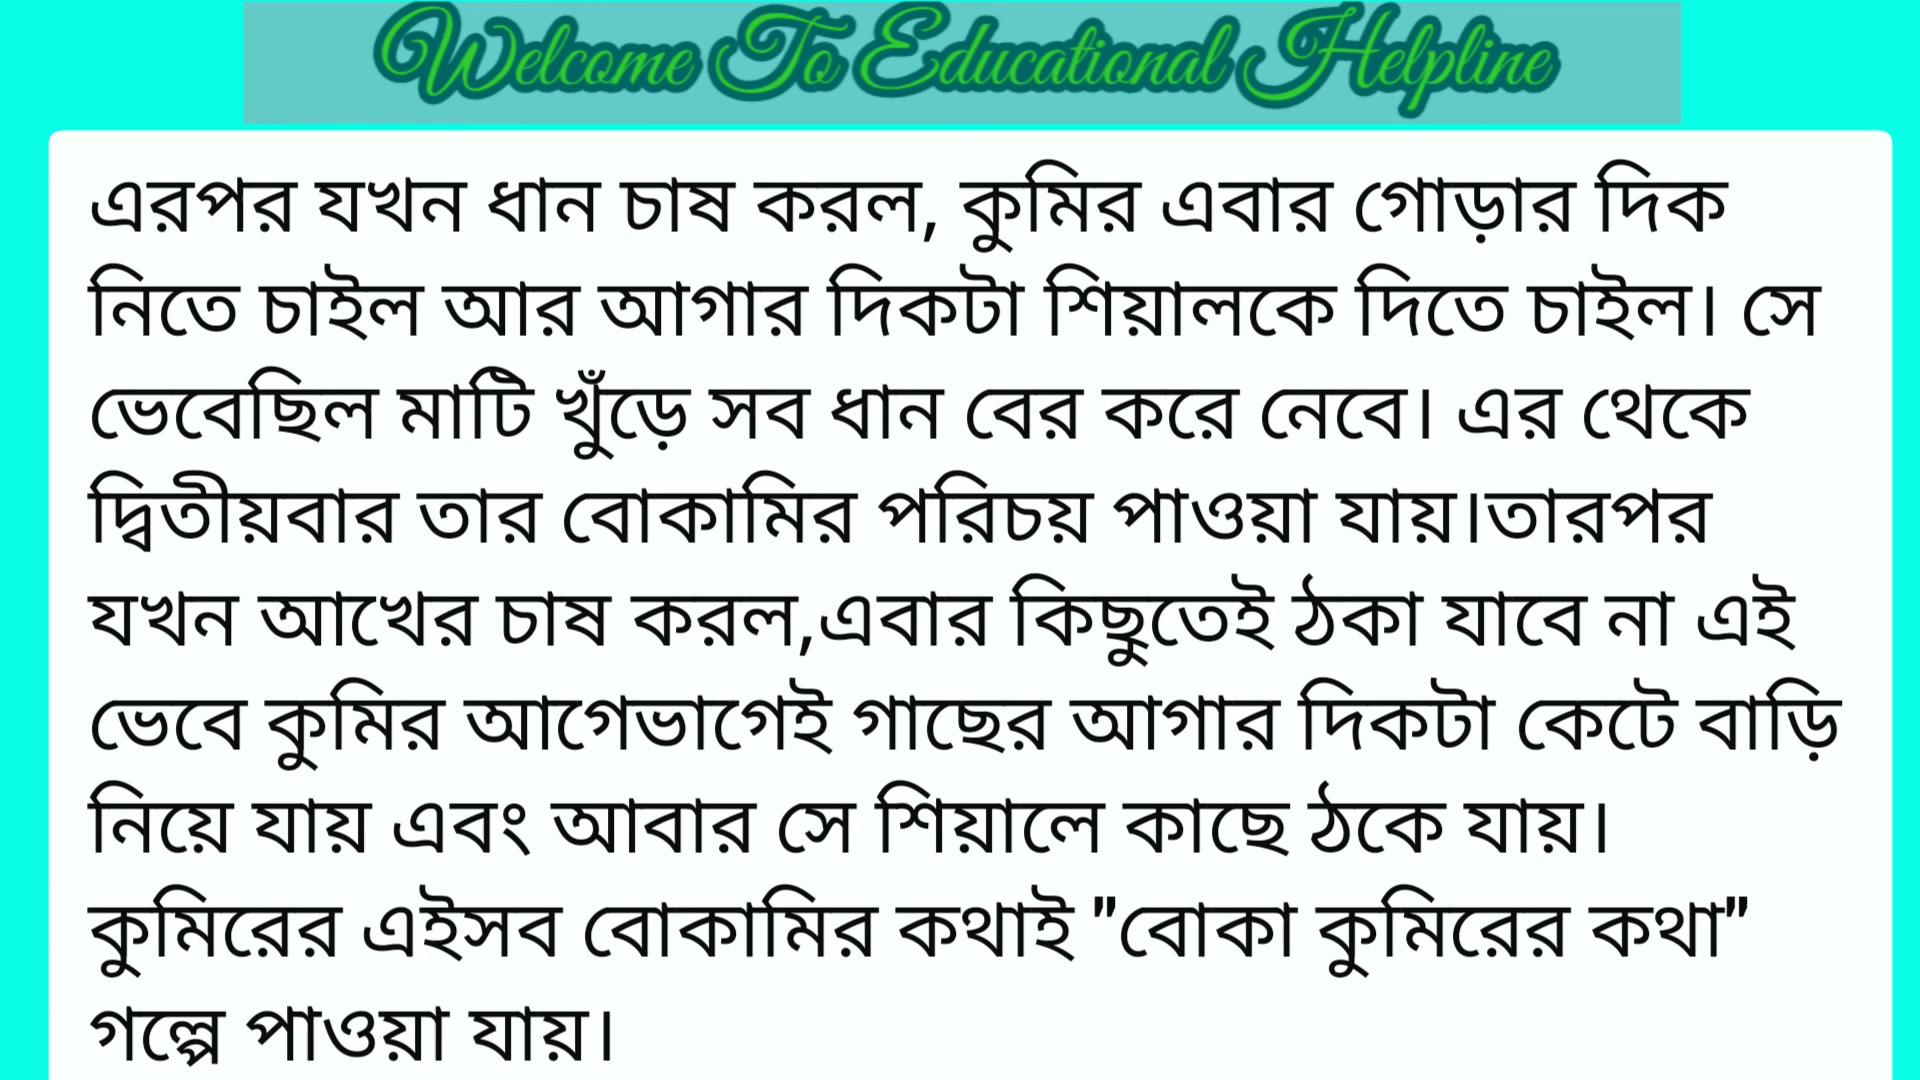 Welcome To Educational Helpline
এরপর যখন ধান চাষ করল, কুমির এবার গোড়ার দিক
নিতে চাইল আর আগার দিকটা শিয়ালকে দিতে চাইল। সে
ভেবেছিল মাটি খুঁড়ে সব ধান বের করে নেবে। এর থেকে
দ্বিতীয়বার তার বোকামির পরিচয় পাওয়া যায়।তারপর
যখন আখের চাষ করল,এবার কিছুতেই ঠকা যাবে না এই
ভেবে কুমির আগেভাগেই গাছের আগার দিকটা কেটে বাড়ি
নিয়ে যায় এবং আবার সে শিয়ালে কাছে ঠকে যায়।
কুমিরের এইসব বোকামির কথাই "বোকা কুমিরের কথা"
গল্পে পাওয়া যায়।